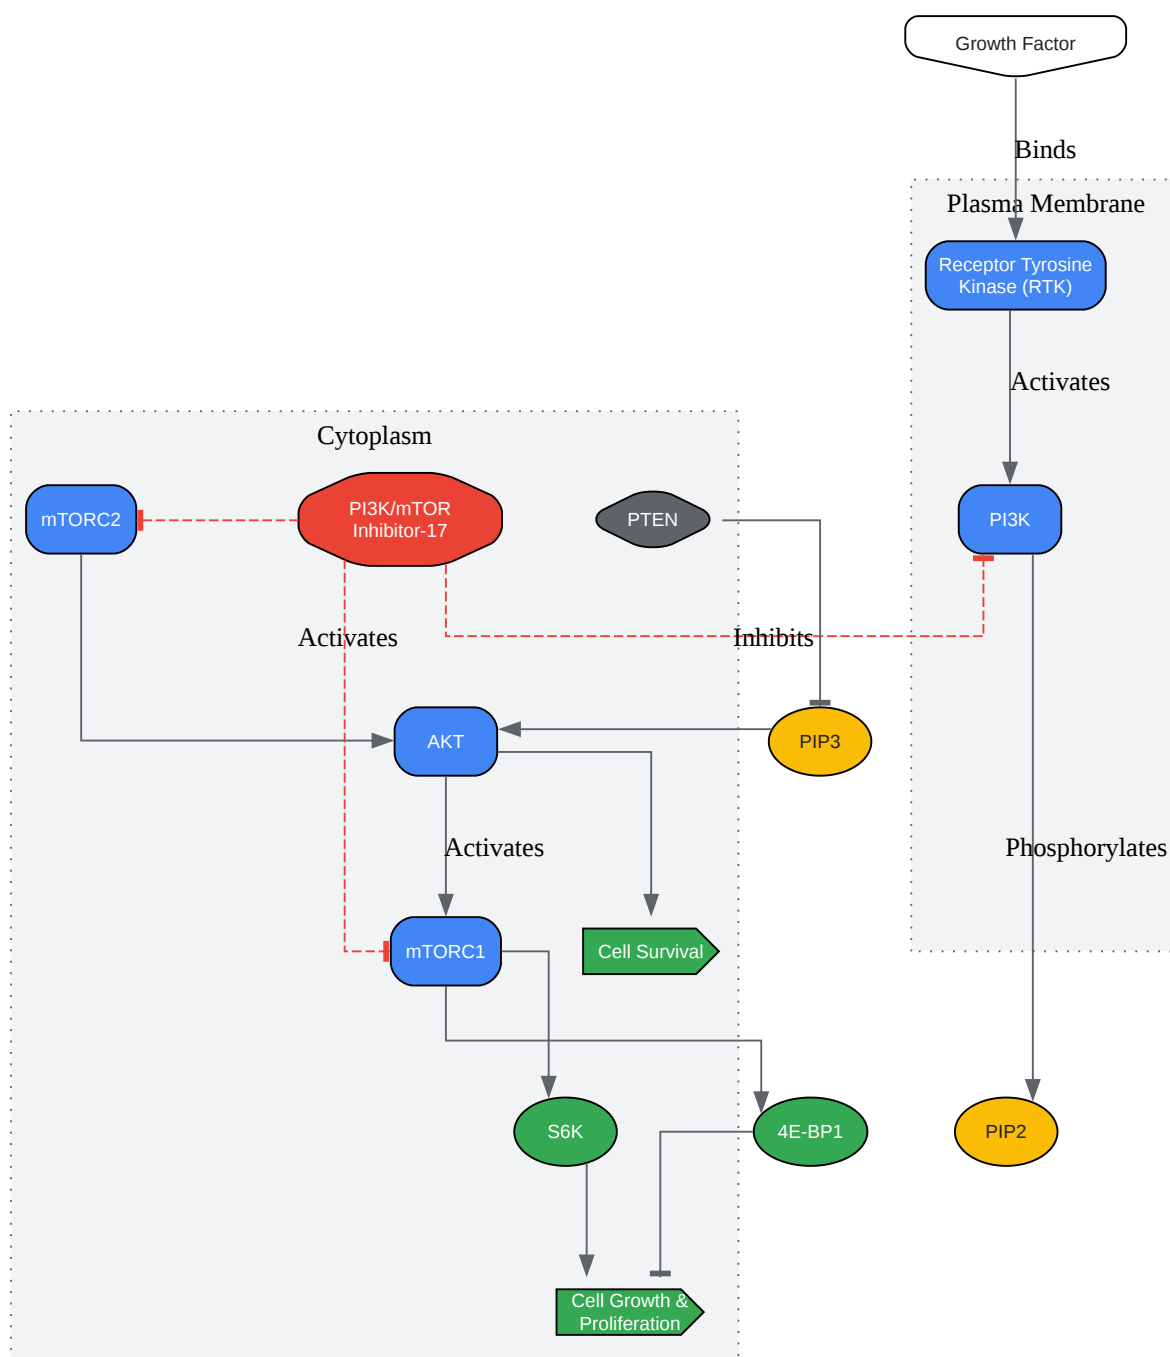 Growth Factor
Binds
Plasma Membrane
Receptor Tyrosine
Kinase (RTK)
Activates
Cytoplasm
mTORC2
PI3K/mTOR
Inhibitor-17
PTEN
PI3K
Activates
Inhibits
AKT
PIP3
Activates
Phosphorylates
mTORC1
Cell Survival
S6K
4E-BP1
PIP2
Cell Growth &
Proliferation